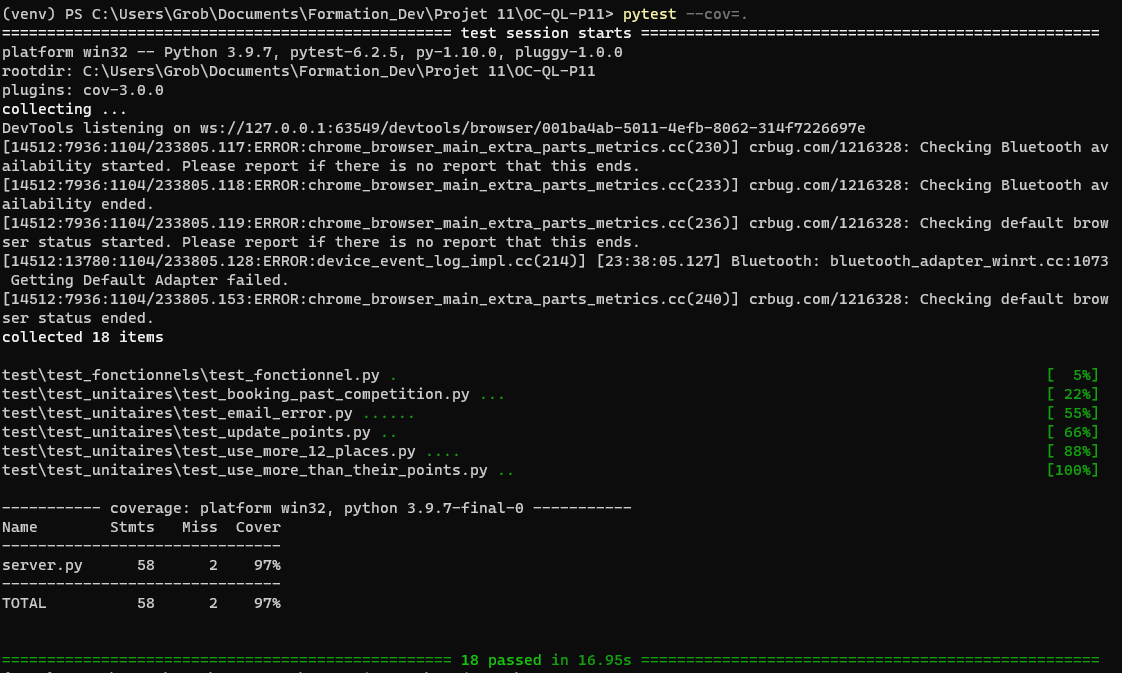 (venv) PS C:\Users\Grob\Documents\Formation_Dev\Projet 11\OC-QL-P11> pytest --cov=.
================================================== test session starts ===================================================
platform win32 -- Python 3.9.7, pytest-6.2.5, py-1.10.0, pluggy-1.0.0
rootdir: C:\Users\Grob\Documents\Formation_Dev\Projet 11\OC-QL-P11
plugins: cov-3.0.0
collecting ...
DevTools listening on ws://127.0.0.1:63549/devtools/browser/001ba4ab-5011-4efb-8062-314f7226697e
[14512:7936:1104/233805.117:ERROR:chrome_browser_main_extra_parts_metrics.cc(230)] crbug.com/1216328: Checking Bluetooth av
ailability started. Please report if there is no report that this ends.
[14512:7936:1104/233805.118:ERROR:chrome_browser_main_extra_parts_metrics.cc(233)] crbug.com/1216328: Checking Bluetooth av
ailability ended.
[14512:7936:1104/233805.119:ERROR:chrome_browser_main_extra_parts_metrics.cc(236)] crbug.com/1216328: Checking default brow
ser status started. Please report if there is no report that this ends.
[14512:13780:1104/233805.128:ERROR:device_event_log_impl.cc(214)] [23:38:05.127] Bluetooth: bluetooth_adapter_winrt.cc:1073
 Getting Default Adapter failed.
[14512:7936:1104/233805.153:ERROR:chrome_browser_main_extra_parts_metrics.cc(240)] crbug.com/1216328: Checking default brow
ser status ended.
collected 18 items
test\test_fonctionnels\test_fonctionnel.py . [  5%]
test\test_unitaires\test_booking_past_competition.py ... [ 22%]
test\test_unitaires\test_email_error.py ...... [ 55%]
test\test_unitaires\test_update_points.py .. [ 66%]
test\test_unitaires\test_use_more_12_places.py .... [ 88%]
test\test_unitaires\test_use_more_than_their_points.py .. [100%]
----------- coverage: platform win32, python 3.9.7-final-0 -----------
Name        Stmts   Miss  Cover
-------------------------------
server.py      58      2    97%
-------------------------------
TOTAL          58      2    97%
================================================== 18 passed in 16.95s ===================================================